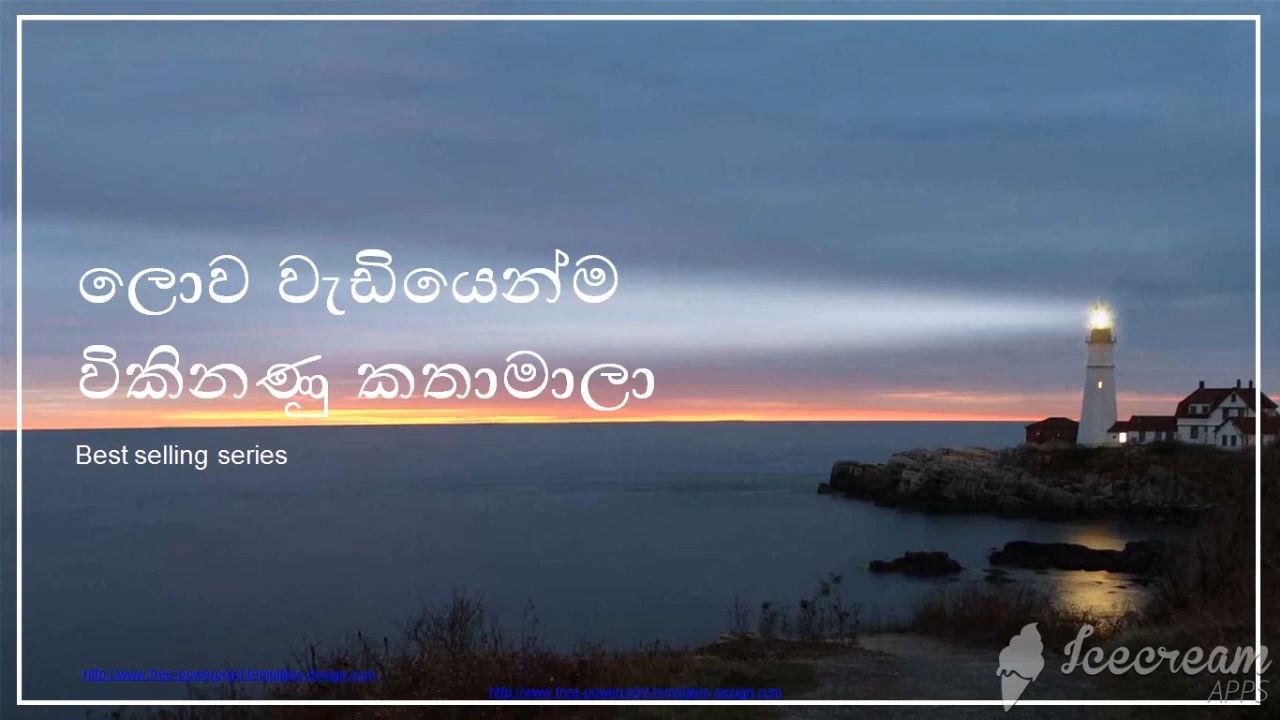 ලොව වැඩියෙන්ම
විකිනණු කතාමාලා
Best selling series
http://www.free-powerpoint-templates-design.com
http://www.free-powerpoint-templates-design.com
Icecream
APPS